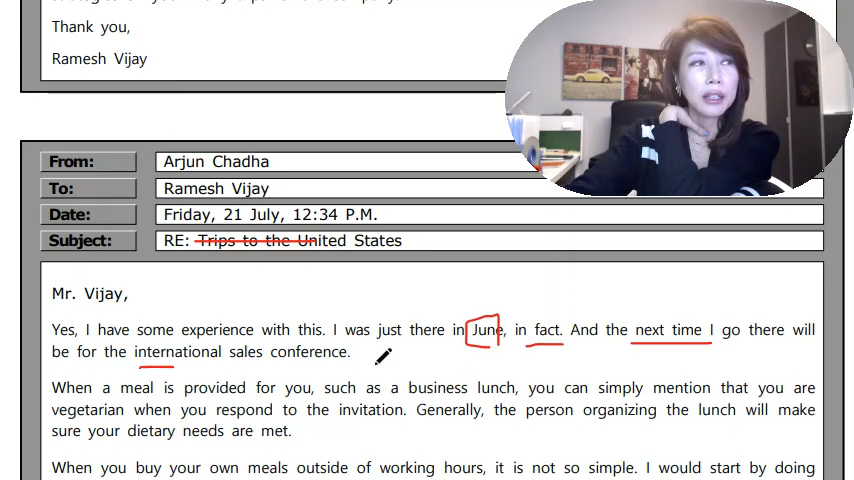 Thank you,
Ramesh Vijay
From: Arjun Chadha
To: Ramesh Vijay
Date: Friday, 21 July, 12:34 P.M.
Subject: RE: Trips to the United States
Mr. Vijay,
Yes, I have some experience with this. I was just there in June, in fact. And the next time I go there will
be for the international sales conference.
When a meal is provided for you, such as a business lunch, you can simply mention that you are
vegetarian when you respond to the invitation. Generally, the person organizing the lunch will make
sure your dietary needs are met.
When you buy your own meals outside of working hours, it is not so simple. I would start by doing